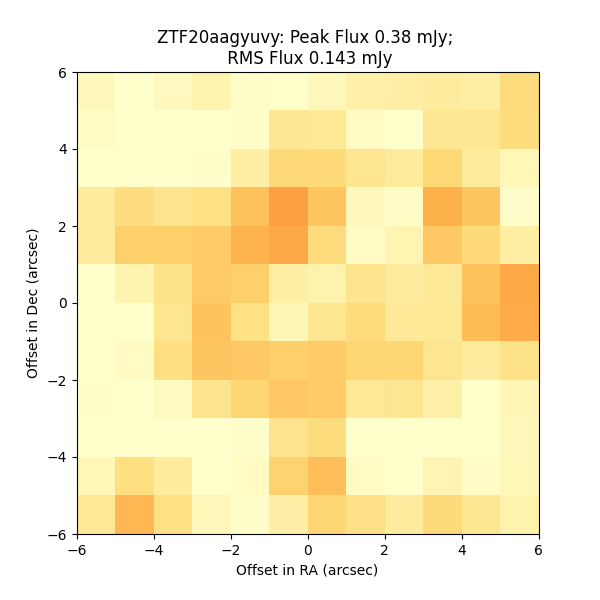 ZTF20aagyuvy: Peak Flux 0.38 mJy;
RMS Flux 0.143 mJy
6
4
2
0
−2
−4
−6
Offset in Dec (arcsec)
−6 −4 −2 0 2 4 6
Offset in RA (arcsec)